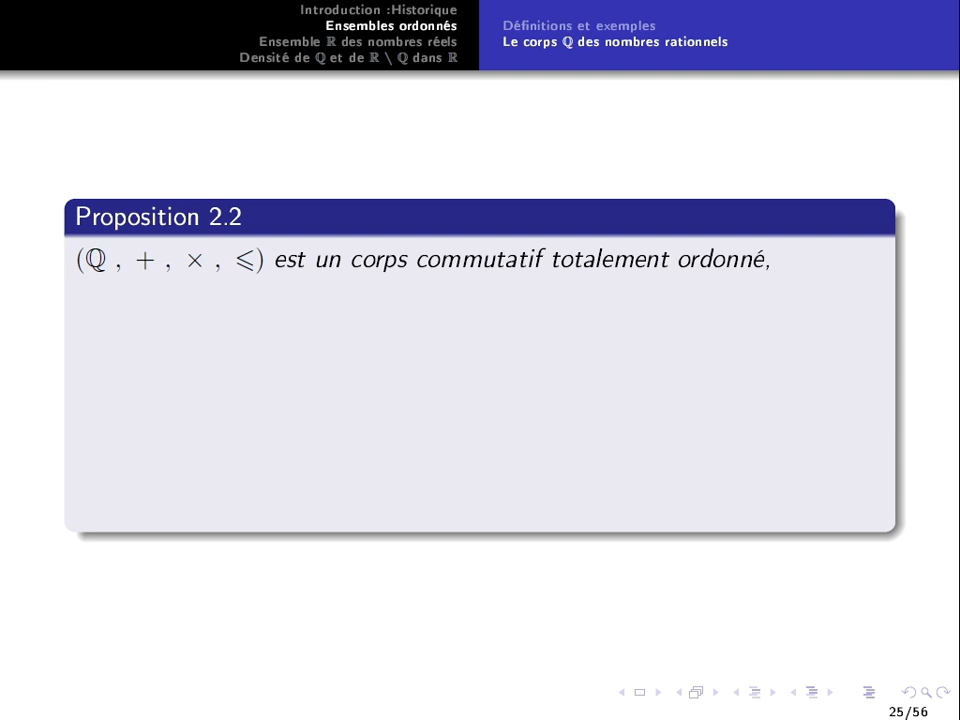 Introduction :Historique
Ensembles ordonnés
Ensemble ℝ des nombres réels
Densité de ℚ et de ℝ \ ℚ dans ℝ
Définitions et exemples
Le corps ℚ des nombres rationnels
Proposition 2.2
(ℚ , + , × , ⩽) est un corps commutatif totalement ordonné,
25/56